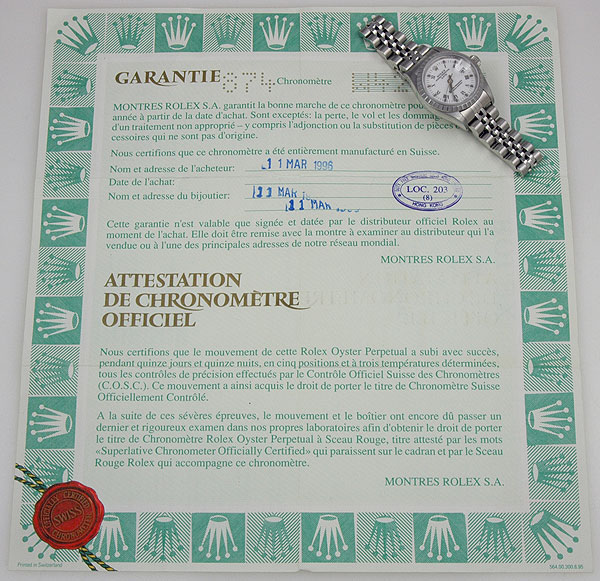 GARANTIE 874 Chronomètre
MONTRES ROLEX S.A. garantit la bonne marche de ce chronomètre
année à partir de la date d'achat. Sont exceptés: la perte, le vol et les
d'un traitement non approprié – y compris l'adjonction ou la substitution de pièces
cessoires qui ne sont pas d'origine.
Nous certifions que ce chronomètre a été entièrement manufacturé en Suisse.
Nom et adresse de l'acheteur: 11 MAR 1996
Date de l'achat:
Nom et adresse du bijoutier: 11 MAR
11 MAR
LOC. 203
(8)
HONG KONG
Cette garantie n'est valable que signée et datée par le distributeur officiel Rolex au
moment de l'achat. Elle doit être remise avec la montre à examiner au distributeur qui l'a
vendue ou à l'une des principales adresses de notre réseau mondial.
MONTRES ROLEX S.A.
ATTESTATION
DE CHRONOMÈTRE
OFFICIEL
Nous certifions que le mouvement de cette Rolex Oyster Perpetual a subi avec succès,
pendant quinze jours et quinze nuits, en cinq positions et à trois températures déterminées,
tous les contrôles de précision effectués par le Contrôle Officiel Suisse des Chronomètres
(C.O.S.C.). Ce mouvement a ainsi acquis le droit de porter le titre de Chronomètre Suisse
Officiellement Contrôlé.
A la suite de ces sévères épreuves, le mouvement et le boîtier ont encore dû passer un
dernier et rigoureux examen dans nos propres laboratoires afin d'obtenir le droit de porter
le titre de Chronomètre Rolex Oyster Perpetual à Sceau Rouge, titre attesté par les mots
«Superlative Chronometer Officially Certified» qui paraissent sur le cadran et par le Sceau
Rouge Rolex qui accompagne ce chronomètre.
MONTRES ROLEX S.A.
SWISS
Printed in Switzerland
564.00.200.6.95